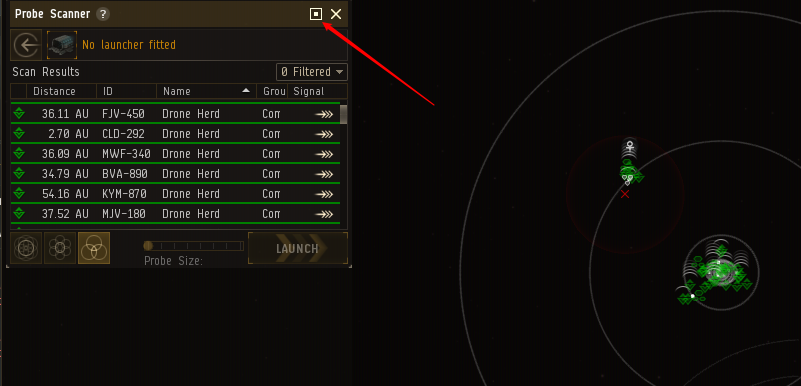 Probe Scanner ?
No launcher fitted
Scan Results 0 Filtered
Distance ID Name Grou Signal
36.11 AU FJV-450 Drone Herd Com
2.70 AU CLD-292 Drone Herd Com
36.09 AU MWF-340 Drone Herd Com
34.79 AU BVA-890 Drone Herd Com
54.16 AU KYM-870 Drone Herd Com
37.52 AU MJV-180 Drone Herd Com
LAUNCH
Probe Size: